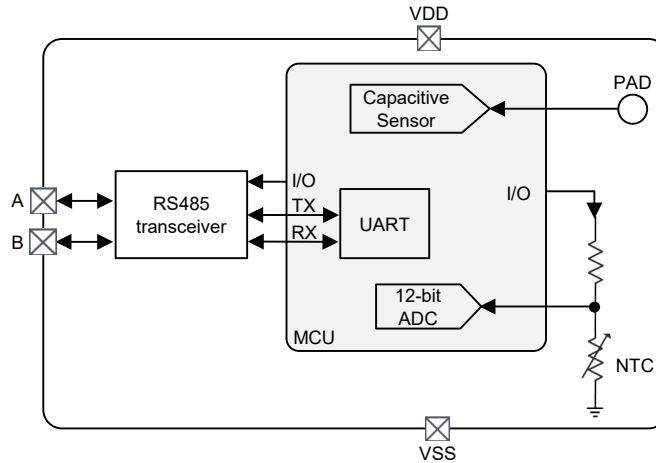 VDD
PAD
Capacitive
Sensor
I/O
I/O
A
RS485
transceiver
TX
UART
B
RX
12-bit
ADC
MCU
NTC
VSS